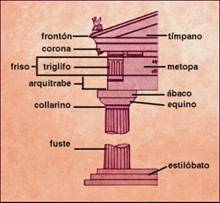 frontón
tímpano
corona
friso
triglifo
metopa
arquitrabe
ábaco
collarino
equino
fuste
estilóbato